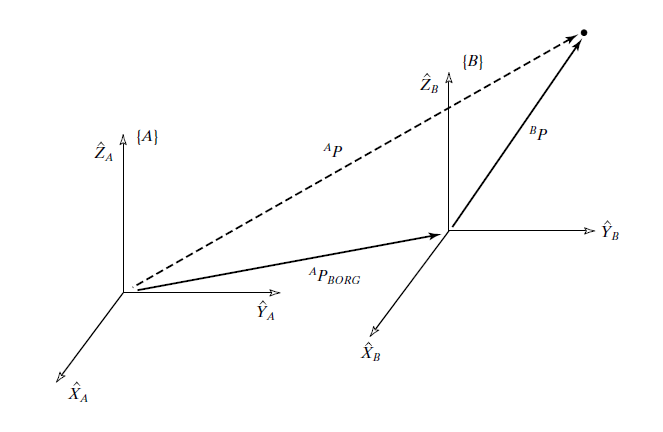 {B}
Ẑ_B
{A}
Ẑ_A
^A P
^B P
Ŷ_B
^A P_BORG
Ŷ_A
X̂_B
X̂_A